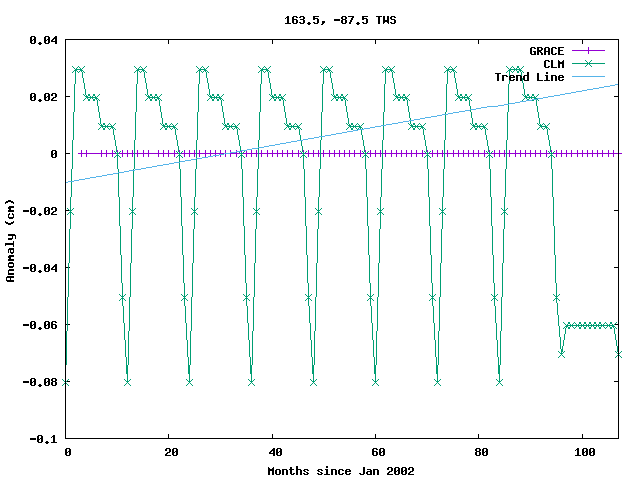 163.5, -87.5 TWS
GRACE
CLM
Trend Line
0.04
0.02
0
-0.02
-0.04
-0.06
-0.08
-0.1
Anomaly (cm)
0 20 40 60 80 100
Months since Jan 2002